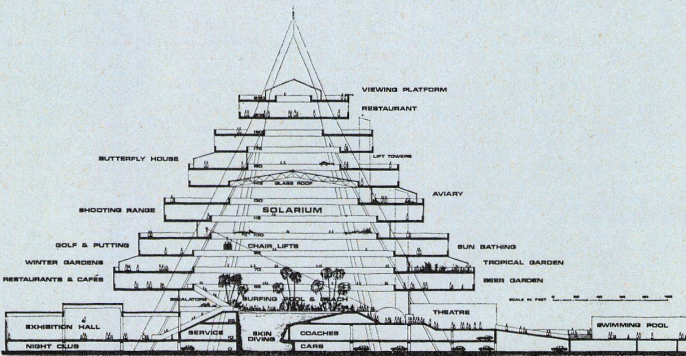 VIEWING PLATFORM
RESTAURANT
BUTTERFLY HOUSE
LIFT TOWERS
GLASS ROOF
AVIARY
SHOOTING RANGE
SOLARIUM
GOLF & PUTTING
CHAIR LIFTS
SUN BATHING
WINTER GARDENS
TROPICAL GARDEN
RESTAURANTS & CAFÉS
BEER GARDEN
ESCALATORS
SURFING POOL & BEACH
SCALE IN FEET
THEATRE
EXHIBITION HALL
SERVICE
SKIN
DIVING
COACHES
SWIMMING POOL
NIGHT CLUB
CARS